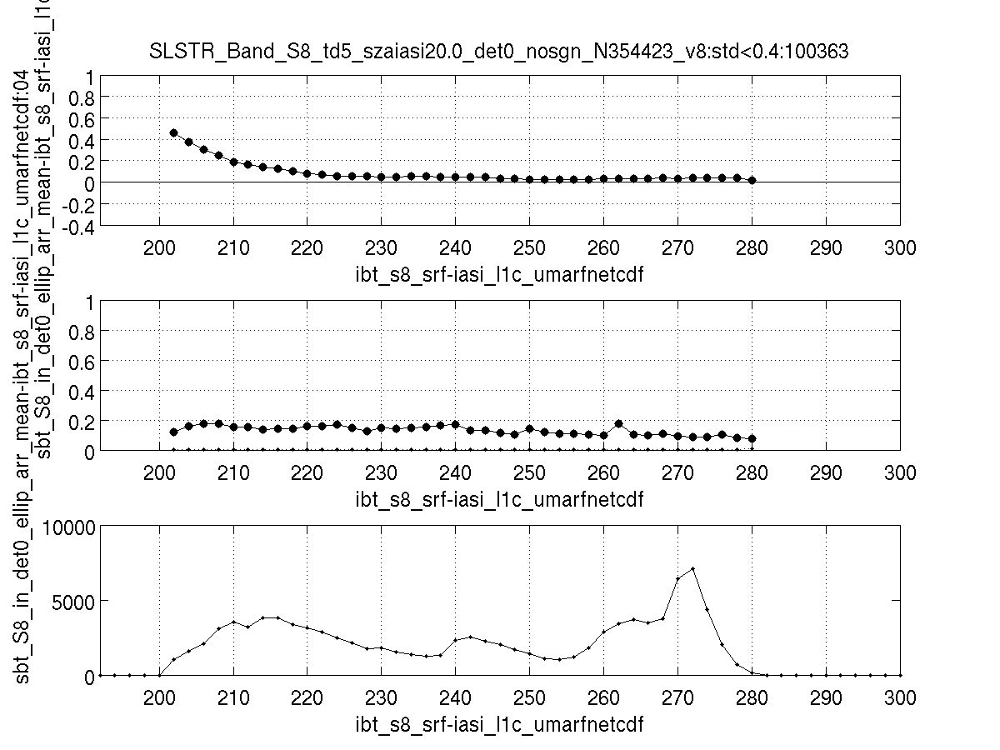 SLSTR_Band_S8_td5_szaiasi20.0_det0_nosgn_N354423_v8:std<0.4:100363
sbt_S8_in_det0_ellip_arr_mean-ibt_s8_srf-iasi_l1c_umarfnetcdf:04
sbt_S8_in_det0_ellip_arr_mean-ibt_s8_srf-iasi_l1c
1
0.8
0.6
0.4
0.2
0
-0.2
-0.4
200 210 220 230 240 250 260 270 280 290 300
ibt_s8_srf-iasi_l1c_umarfnetcdf
1
0.8
0.6
0.4
0.2
0
200 210 220 230 240 250 260 270 280 290 300
ibt_s8_srf-iasi_l1c_umarfnetcdf
10000
5000
0
200 210 220 230 240 250 260 270 280 290 300
ibt_s8_srf-iasi_l1c_umarfnetcdf